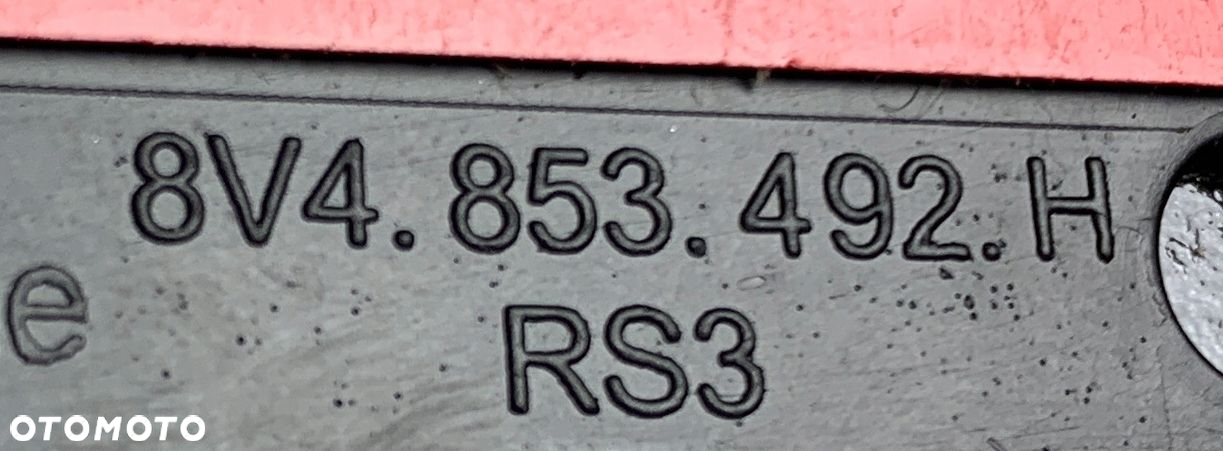 8V4.853.492.H
e
RS3
OTOMOTO